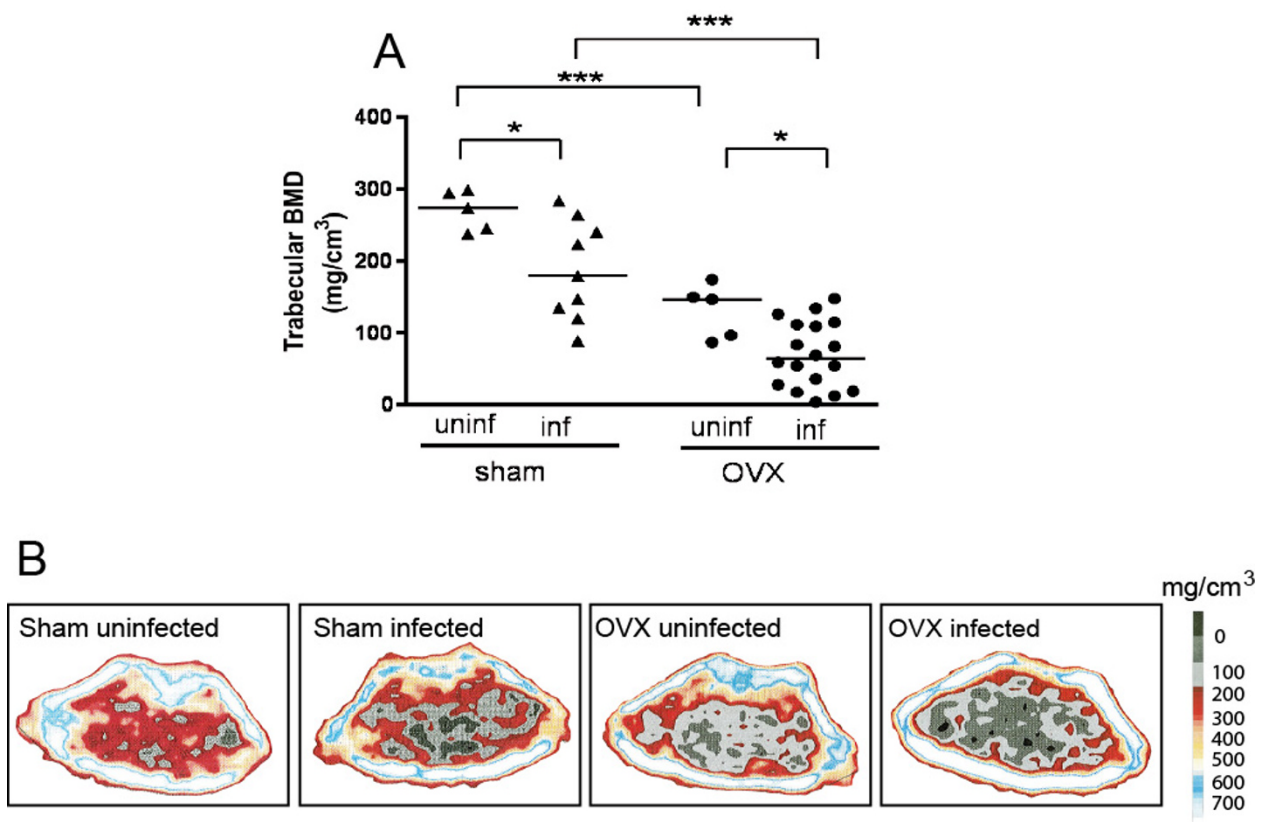 A
***
***
*
*
400
300
200
100
0
Trabecular BMD
(mg/cm3)
uninf inf uninf inf
sham OVX
B
mg/cm3
Sham uninfected
Sham infected
OVX uninfected
OVX infected
0
100
200
300
400
500
600
700